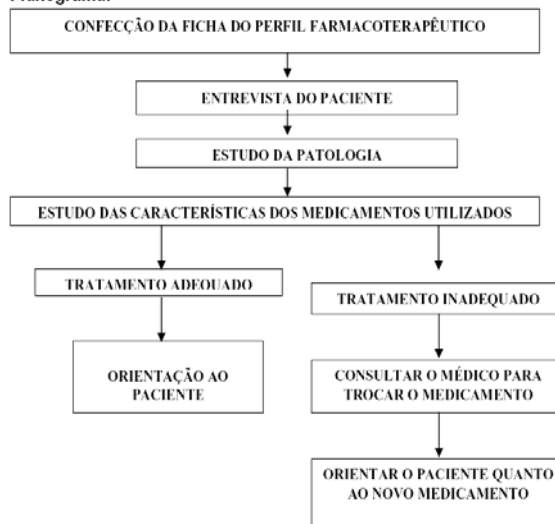 CONFECÇÃO DA FICHA DO PERFIL FARMACOTERAPÊUTICO
ENTREVISTA DO PACIENTE
ESTUDO DA PATOLOGIA
ESTUDO DAS CARACTERÍSTICAS DOS MEDICAMENTOS UTILIZADOS
TRATAMENTO ADEQUADO
ORIENTAÇÃO AO
PACIENTE
TRATAMENTO INADEQUADO
CONSULTAR O MÉDICO PARA
TROCAR O MEDICAMENTO
ORIENTAR O PACIENTE QUANTO
AO NOVO MEDICAMENTO